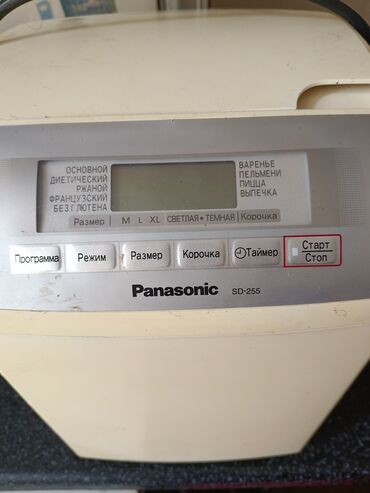 ОСНОВНОЙ
ДИЕТИЧЕСКИЙ
РЖАНОЙ
ФРАНЦУЗСКИЙ
БЕЗ ГЛЮТЕНА
ВАРЕНЬЕ
ПЕЛЬМЕНИ
ПИЦЦА
ВЫПЕЧКА
Размер M L XL СВЕТЛАЯ • ТЕМНАЯ Корочка
Программа Режим Размер Корочка Таймер Старт
Стоп
Panasonic SD-255